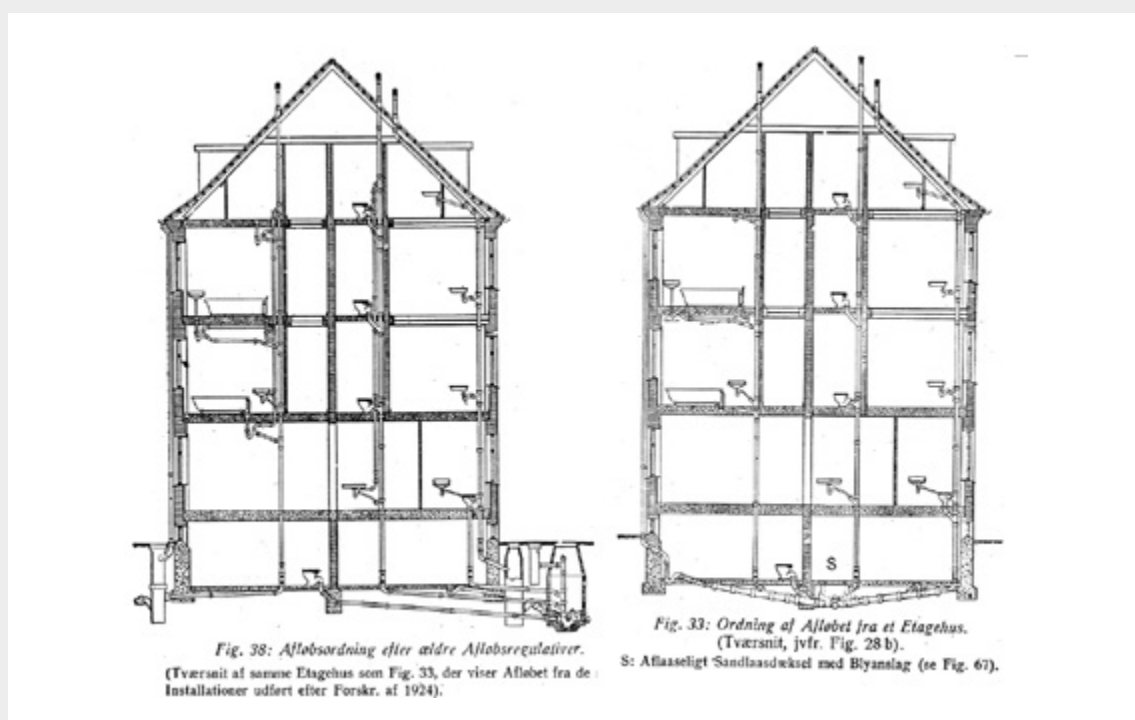 Fig. 38: Afløbsordning efter ældre Afløbsregulativer.
(Tværsnit af samme Etagehus som Fig. 33, der viser Afløbet fra de
Installationer udført efter Forskr. af 1924).
S
Fig. 33: Ordning af Afløbet fra et Etagehus.
(Tværsnit, jvfr. Fig. 28 b).
S: Aflaaseligt Sandlaasdæksel med Blyanslag (se Fig. 67).